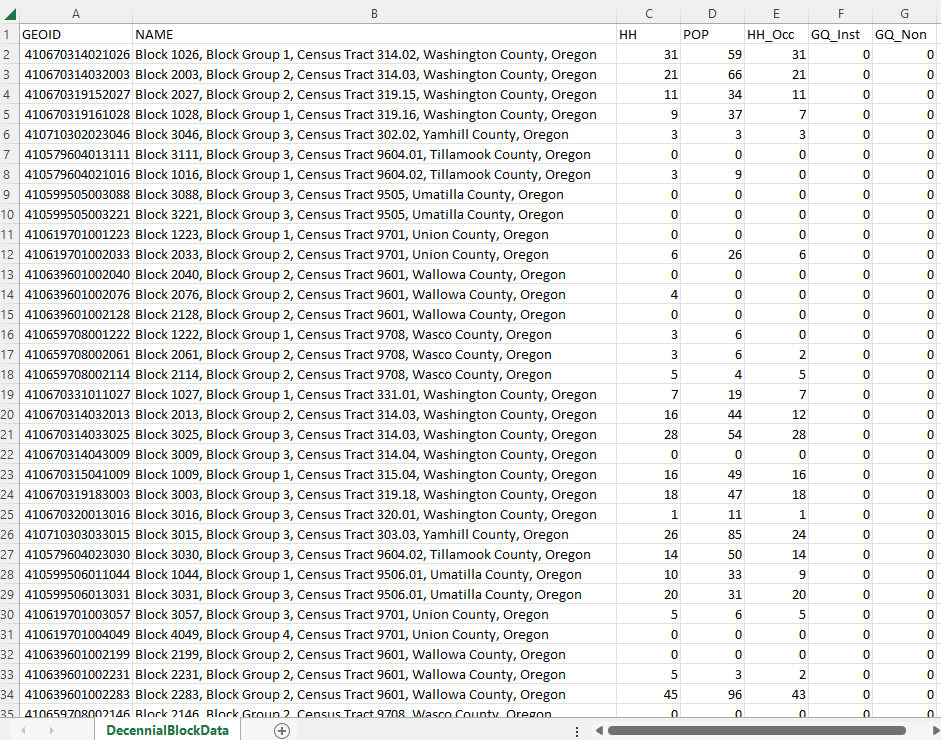 A B C D E F G
1 GEOID NAME HH POP HH_Occ GQ_Inst GQ_Non
2 410670314021026 Block 1026, Block Group 1, Census Tract 314.02, Washington County, Oregon 31 59 31 0 0
3 410670314032003 Block 2003, Block Group 2, Census Tract 314.03, Washington County, Oregon 21 66 21 0 0
4 410670319152027 Block 2027, Block Group 2, Census Tract 319.15, Washington County, Oregon 11 34 11 0 0
5 410670319161028 Block 1028, Block Group 1, Census Tract 319.16, Washington County, Oregon 9 37 7 0 0
6 410710302023046 Block 3046, Block Group 3, Census Tract 302.02, Yamhill County, Oregon 3 3 3 0 0
7 410579604013111 Block 3111, Block Group 3, Census Tract 9604.01, Tillamook County, Oregon 0 0 0 0 0
8 410579604021016 Block 1016, Block Group 1, Census Tract 9604.02, Tillamook County, Oregon 3 9 0 0 0
9 410599505003088 Block 3088, Block Group 3, Census Tract 9505, Umatilla County, Oregon 0 0 0 0 0
10 410599505003221 Block 3221, Block Group 3, Census Tract 9505, Umatilla County, Oregon 0 0 0 0 0
11 410619701001223 Block 1223, Block Group 1, Census Tract 9701, Union County, Oregon 0 0 0 0 0
12 410619701002033 Block 2033, Block Group 2, Census Tract 9701, Union County, Oregon 6 26 6 0 0
13 410639601002040 Block 2040, Block Group 2, Census Tract 9601, Wallowa County, Oregon 0 0 0 0 0
14 410639601002076 Block 2076, Block Group 2, Census Tract 9601, Wallowa County, Oregon 4 0 0 0 0
15 410639601002128 Block 2128, Block Group 2, Census Tract 9601, Wallowa County, Oregon 0 0 0 0 0
16 410659708001222 Block 1222, Block Group 1, Census Tract 9708, Wasco County, Oregon 3 6 0 0 0
17 410659708002061 Block 2061, Block Group 2, Census Tract 9708, Wasco County, Oregon 3 6 2 0 0
18 410659708002114 Block 2114, Block Group 2, Census Tract 9708, Wasco County, Oregon 5 4 5 0 0
19 410670331011027 Block 1027, Block Group 1, Census Tract 331.01, Washington County, Oregon 7 19 7 0 0
20 410670314032013 Block 2013, Block Group 2, Census Tract 314.03, Washington County, Oregon 16 44 12 0 0
21 410670314033025 Block 3025, Block Group 3, Census Tract 314.03, Washington County, Oregon 28 54 28 0 0
22 410670314043009 Block 3009, Block Group 3, Census Tract 314.04, Washington County, Oregon 0 0 0 0 0
23 410670315041009 Block 1009, Block Group 1, Census Tract 315.04, Washington County, Oregon 16 49 16 0 0
24 410670319183003 Block 3003, Block Group 3, Census Tract 319.18, Washington County, Oregon 18 47 18 0 0
25 410670320013016 Block 3016, Block Group 3, Census Tract 320.01, Washington County, Oregon 1 11 1 0 0
26 410710303033015 Block 3015, Block Group 3, Census Tract 303.03, Yamhill County, Oregon 26 85 24 0 0
27 410579604023030 Block 3030, Block Group 3, Census Tract 9604.02, Tillamook County, Oregon 14 50 14 0 0
28 410599506011044 Block 1044, Block Group 1, Census Tract 9506.01, Umatilla County, Oregon 10 33 9 0 0
29 410599506013031 Block 3031, Block Group 3, Census Tract 9506.01, Umatilla County, Oregon 20 31 20 0 0
30 410619701003057 Block 3057, Block Group 3, Census Tract 9701, Union County, Oregon 5 6 5 0 0
31 410619701004049 Block 4049, Block Group 4, Census Tract 9701, Union County, Oregon 0 0 0 0 0
32 410639601002199 Block 2199, Block Group 2, Census Tract 9601, Wallowa County, Oregon 0 0 0 0 0
33 410639601002231 Block 2231, Block Group 2, Census Tract 9601, Wallowa County, Oregon 5 3 2 0 0
34 410639601002283 Block 2283, Block Group 2, Census Tract 9601, Wallowa County, Oregon 45 96 43 0 0
35 410659708002146 Block 2146, Block Group 2, Census Tract 9708, Wasco County, Oregon 0 0 0 0 0
DecennialBlockData